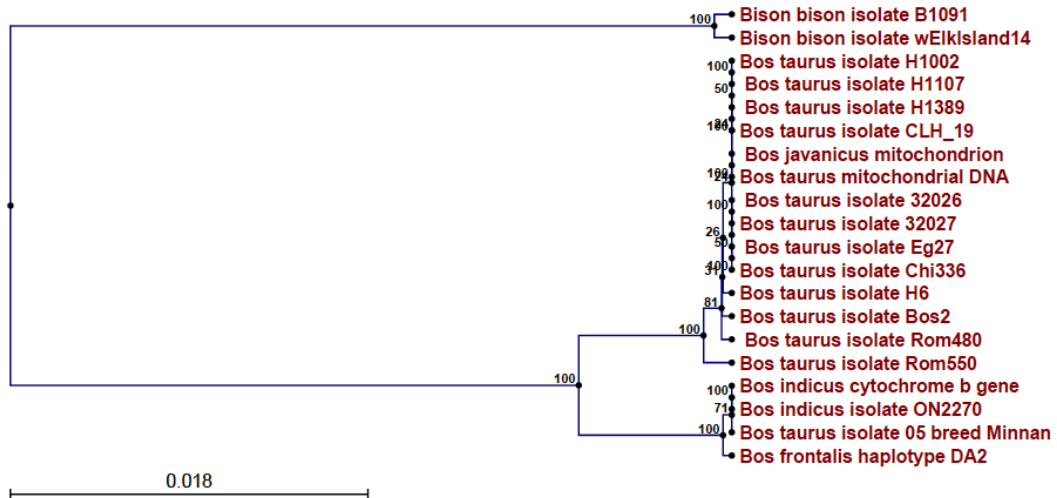 100
Bison bison isolate B1091
Bison bison isolate wElkIsland14
100
Bos taurus isolate H1002
50
Bos taurus isolate H1107
Bos taurus isolate H1389
100
Bos taurus isolate CLH_19
Bos javanicus mitochondrion
100
Bos taurus mitochondrial DNA
Bos taurus isolate 32026
100
Bos taurus isolate 32027
26
50
Bos taurus isolate Eg27
31
100
Bos taurus isolate Chi336
Bos taurus isolate H6
81
Bos taurus isolate Bos2
100
Bos taurus isolate Rom480
Bos taurus isolate Rom550
100
100
Bos indicus cytochrome b gene
71
Bos indicus isolate ON2270
100
Bos taurus isolate 05 breed Minnan
Bos frontalis haplotype DA2
0.018